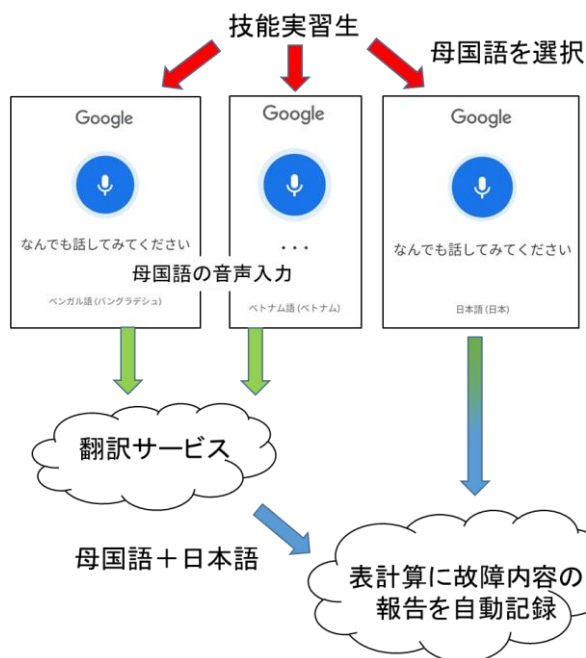 技能実習生
母国語を選択
Google
なんでも話してみてください
ベンガル語 (バングラデシュ)
Google
...
ベトナム語 (ベトナム)
Google
なんでも話してみてください
日本語 (日本)
母国語の音声入力
翻訳サービス
母国語＋日本語
表計算に故障内容の
報告を自動記録